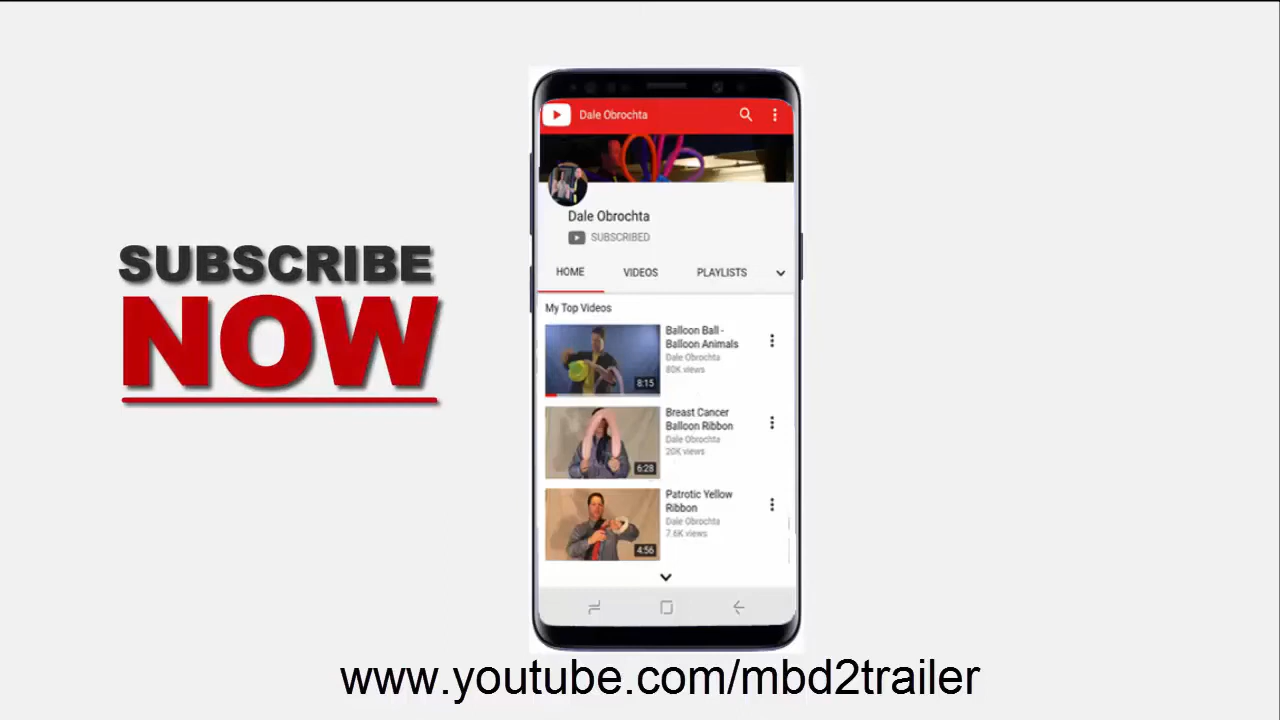 SUBSCRIBE
NOW
Dale Obrochta
Dale Obrochta
SUBSCRIBED
HOME VIDEOS PLAYLISTS
My Top Videos
Balloon Ball -
Balloon Animals
Dale Obrochta
80K views
8:15
Breast Cancer
Balloon Ribbon
Dale Obrochta
20K views
6:28
Patrotic Yellow
Ribbon
Dale Obrochta
7.6K views
4:56
www.youtube.com/mbd2trailer